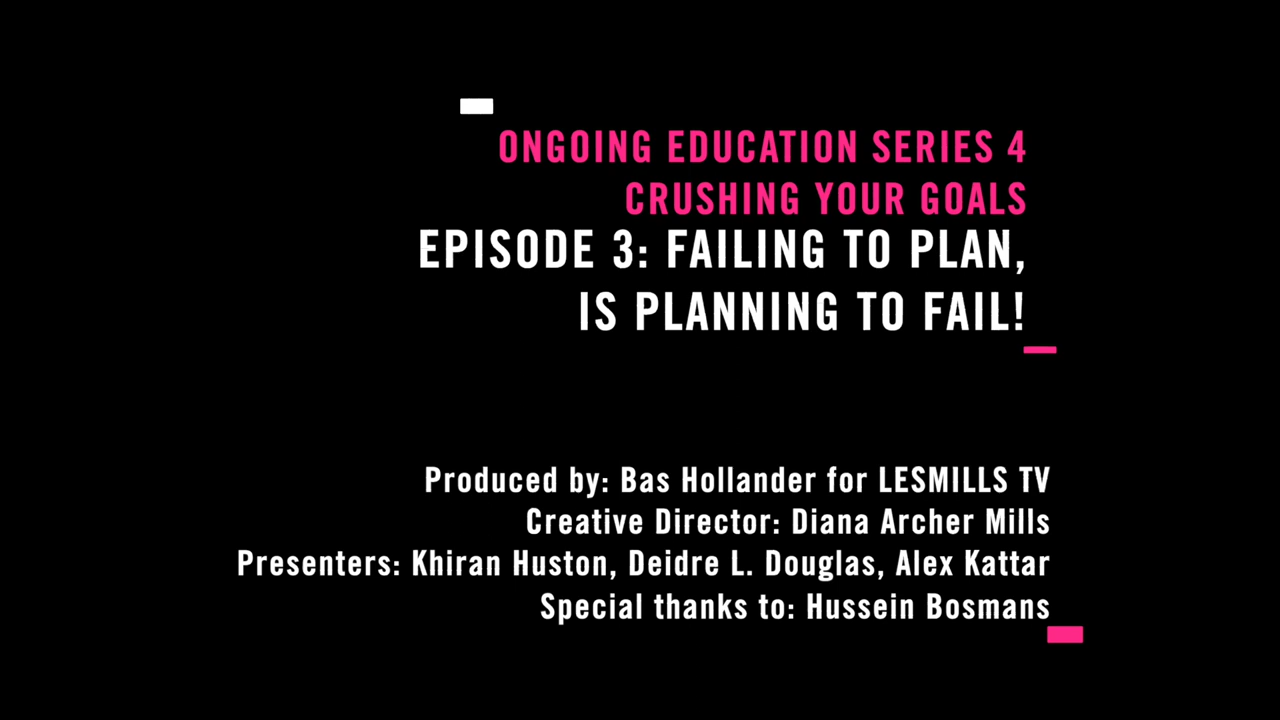 ONGOING EDUCATION SERIES 4
CRUSHING YOUR GOALS
EPISODE 3: FAILING TO PLAN,
IS PLANNING TO FAIL!
Produced by: Bas Hollander for LESMILLS TV
Creative Director: Diana Archer Mills
Presenters: Khiran Huston, Deidre L. Douglas, Alex Kattar
Special thanks to: Hussein Bosmans